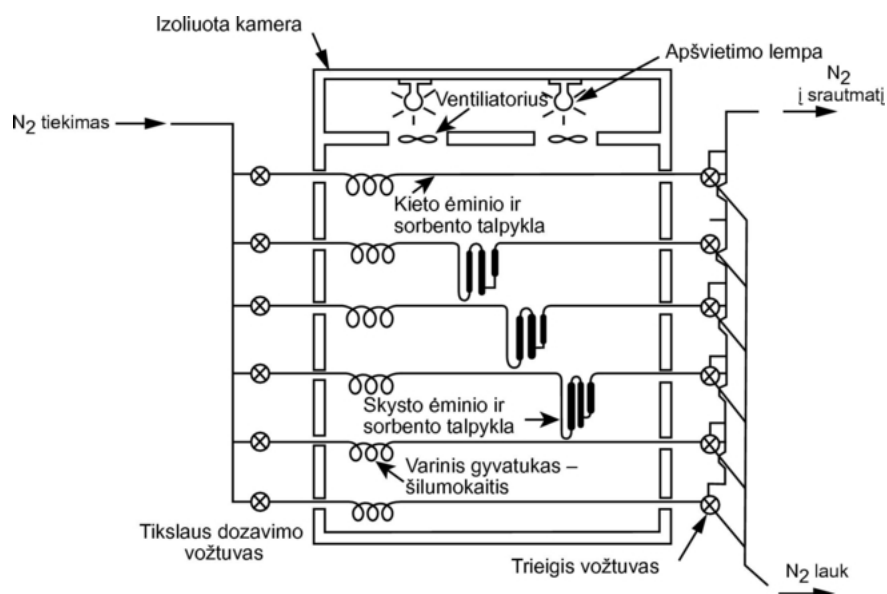 Izoliuota kamera
Apšvietimo lempa
N2
į srautmatį
Ventiliatorius
N2 tiekimas
Kieto ėminio ir
sorbento talpykla
Skysto ėminio ir
sorbento talpykla
Varinis gyvatukas –
šilumokaitis
Tikslaus dozavimo
vožtuvas
Trieigis vožtuvas
N2 lauk